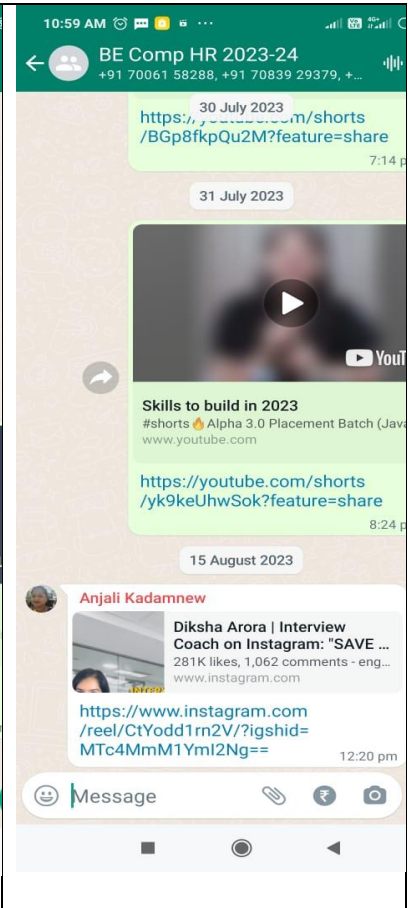 10:59 AM
BE Comp HR 2023-24
+91 70061 58288, +91 70839 29379, +...
30 July 2023
/BGp8fkpQu2M?feature=share
7:14 p
31 July 2023
YouT
Skills to build in 2023
#shorts🔥Alpha 3.0 Placement Batch (Java
www.youtube.com
https://youtube.com/shorts
/yk9keUhwSok?feature=share
8:24 p
15 August 2023
Anjali Kadamnew
Diksha Arora | Interview
Coach on Instagram: "SAVE ...
281K likes, 1,062 comments - eng...
www.instagram.com
https://www.instagram.com
/reel/CtYodd1rn2V/?igshid=
MTc4MmM1YmI2Ng==
12:20 pm
Message